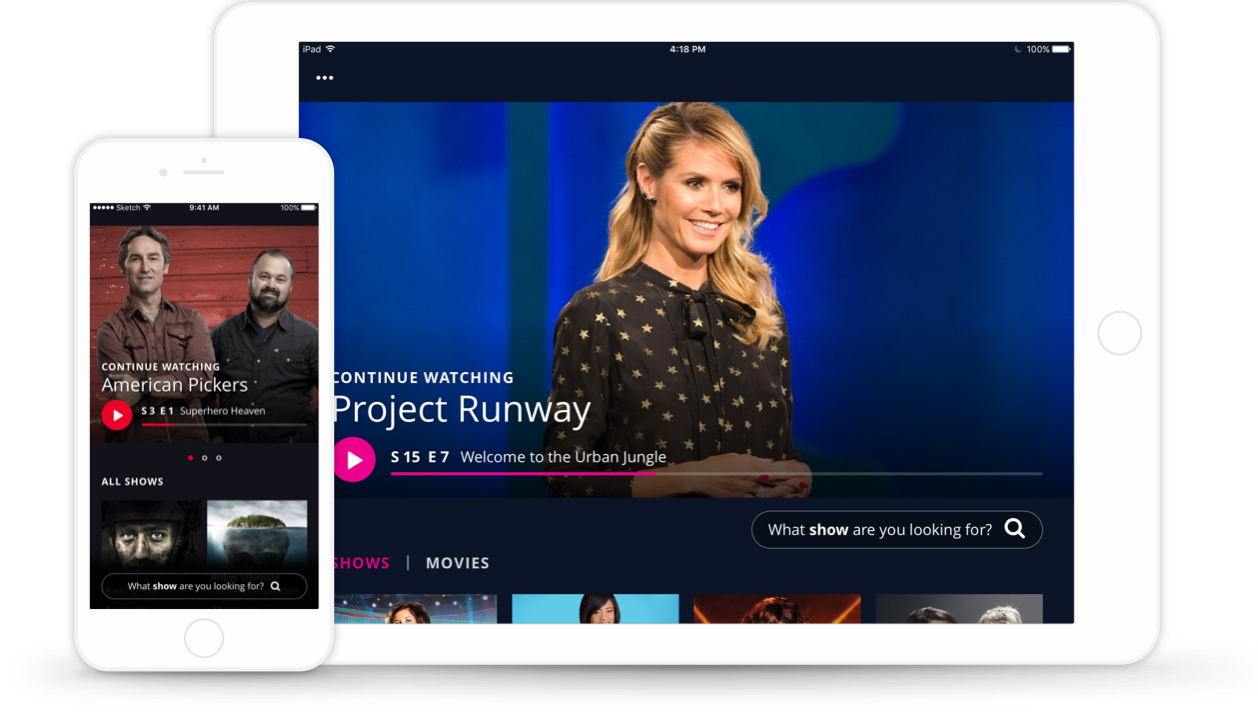 iPad 4:18 PM 100%
CONTINUE WATCHING
Project Runway
S 15 E 7 Welcome to the Urban Jungle
What show are you looking for?
SHOWS | MOVIES
Sketch 9:41 AM 100%
CONTINUE WATCHING
American Pickers
S 3 E 1 Superhero Heaven
ALL SHOWS
What show are you looking for?